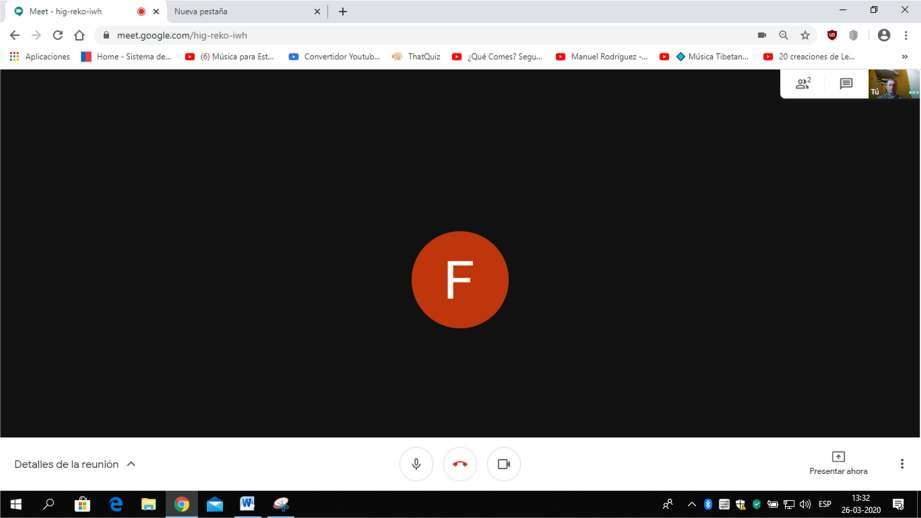 Meet - hig-reko-iwh
Nueva pestaña
meet.google.com/hig-reko-iwh
UD
Aplicaciones
Home - Sistema de...
(6) Música para Est...
Convertidor Youtub...
ThatQuiz
¿Qué Comes? Segu...
Manuel Rodríguez -...
Música Tibetan...
20 creaciones de Le...
»
2
Tú
F
Detalles de la reunión
Presentar ahora
ESP
13:32
26-03-2020